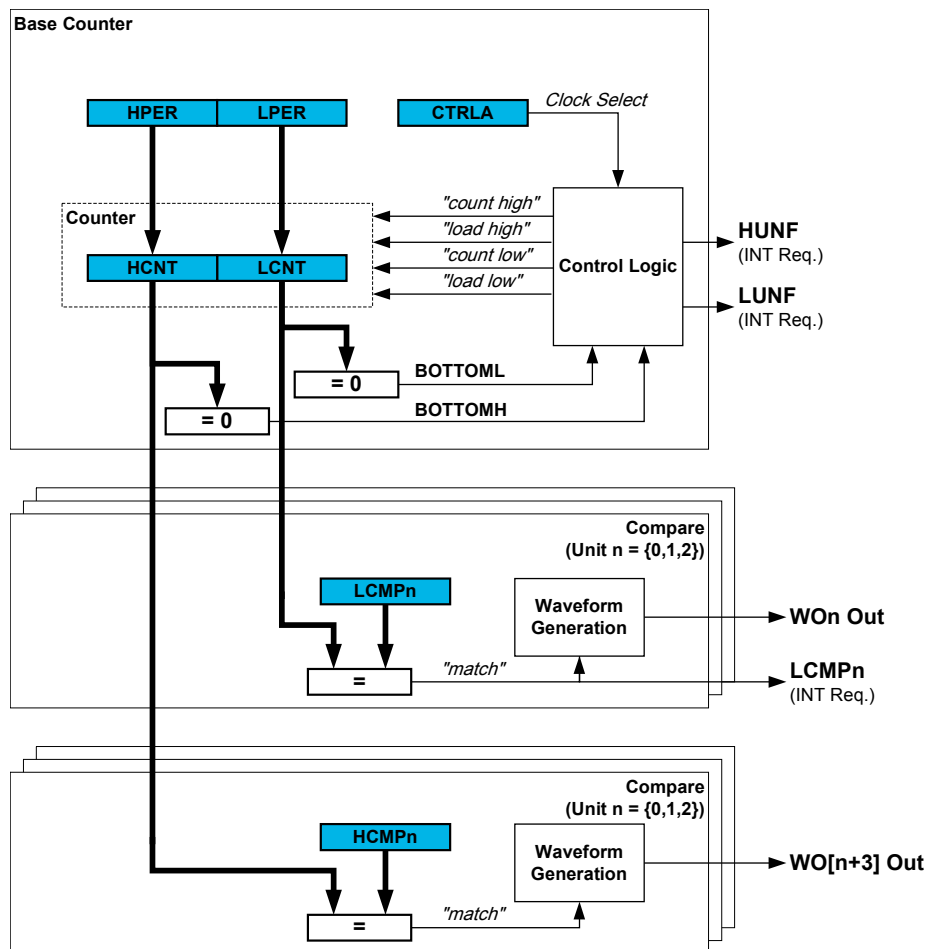 Base Counter
HPER
LPER
CTRLA
Clock Select
Counter
"count high"
"load high"
"count low"
"load low"
Control Logic
HUNF
(INT Req.)
LUNF
(INT Req.)
HCNT
LCNT
= 0
BOTTOML
= 0
BOTTOMH
Compare
(Unit n = {0,1,2})
LCMPn
Waveform
Generation
WOn Out
=
"match"
LCMPn
(INT Req.)
Compare
(Unit n = {0,1,2})
HCMPn
Waveform
Generation
WO[n+3] Out
=
"match"